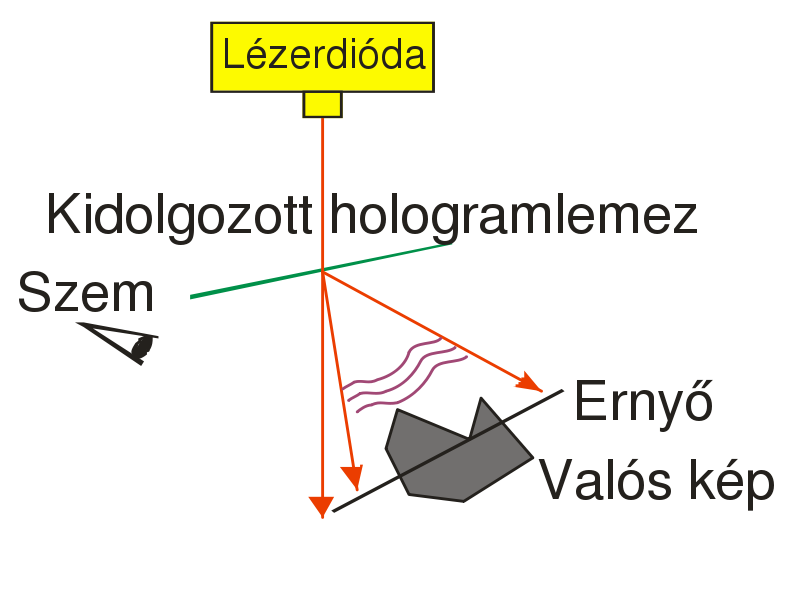 Lézerdióda
Kidolgozott hologramlemez
Szem
Ernyő
Valós kép